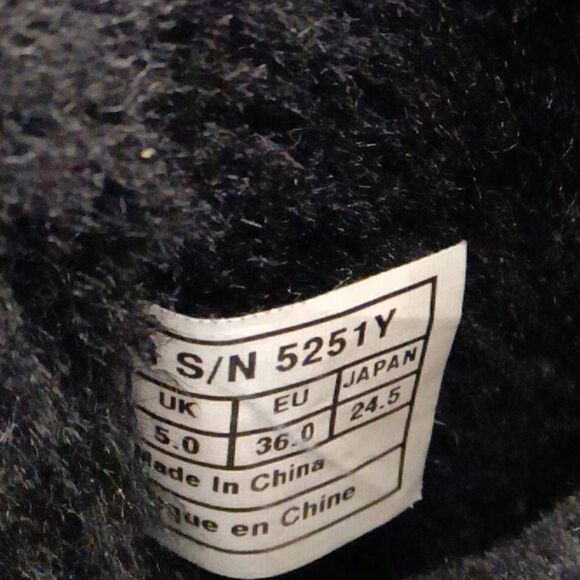 S/N 5251Y
UK EU JAPAN
5.0 36.0 24.5
Made In China
en Chine